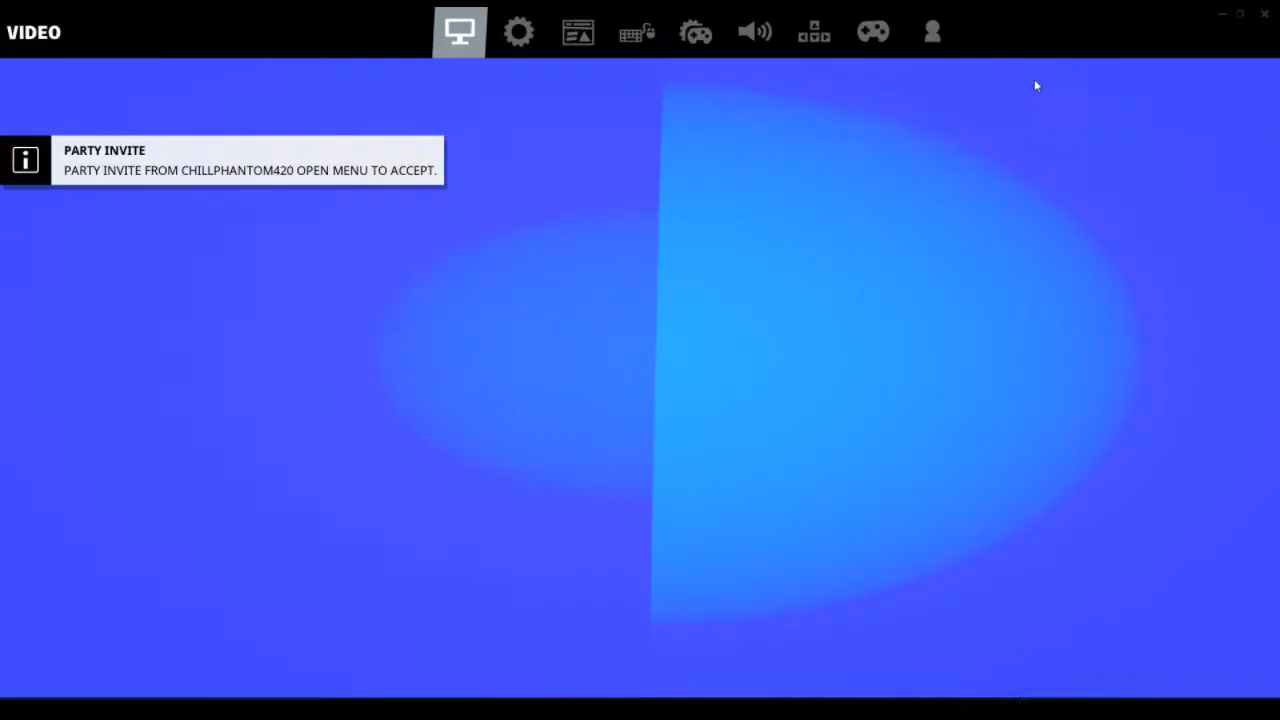 VIDEO
PARTY INVITE
PARTY INVITE FROM CHILLPHANTOM420 OPEN MENU TO ACCEPT.